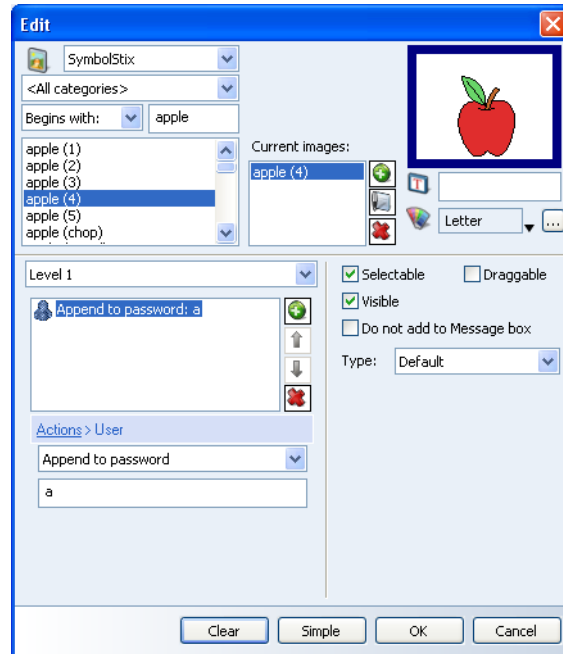 Edit
SymbolStix
<All categories>
Begins with:
apple
apple (1)
apple (2)
apple (3)
apple (4)
apple (5)
apple (chop)
Current images:
apple (4)
T
Letter
...
Level 1
Append to password: a
Actions > User
Append to password
a
Selectable
Draggable
Visible
Do not add to Message box
Type:
Default
Clear
Simple
OK
Cancel